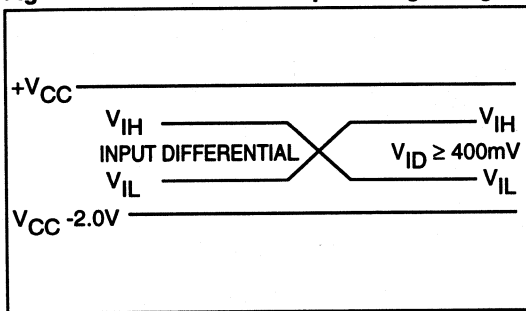 +VCC
VIH VIH
INPUT DIFFERENTIAL VID ≥ 400mV
VIL VIL
VCC -2.0V